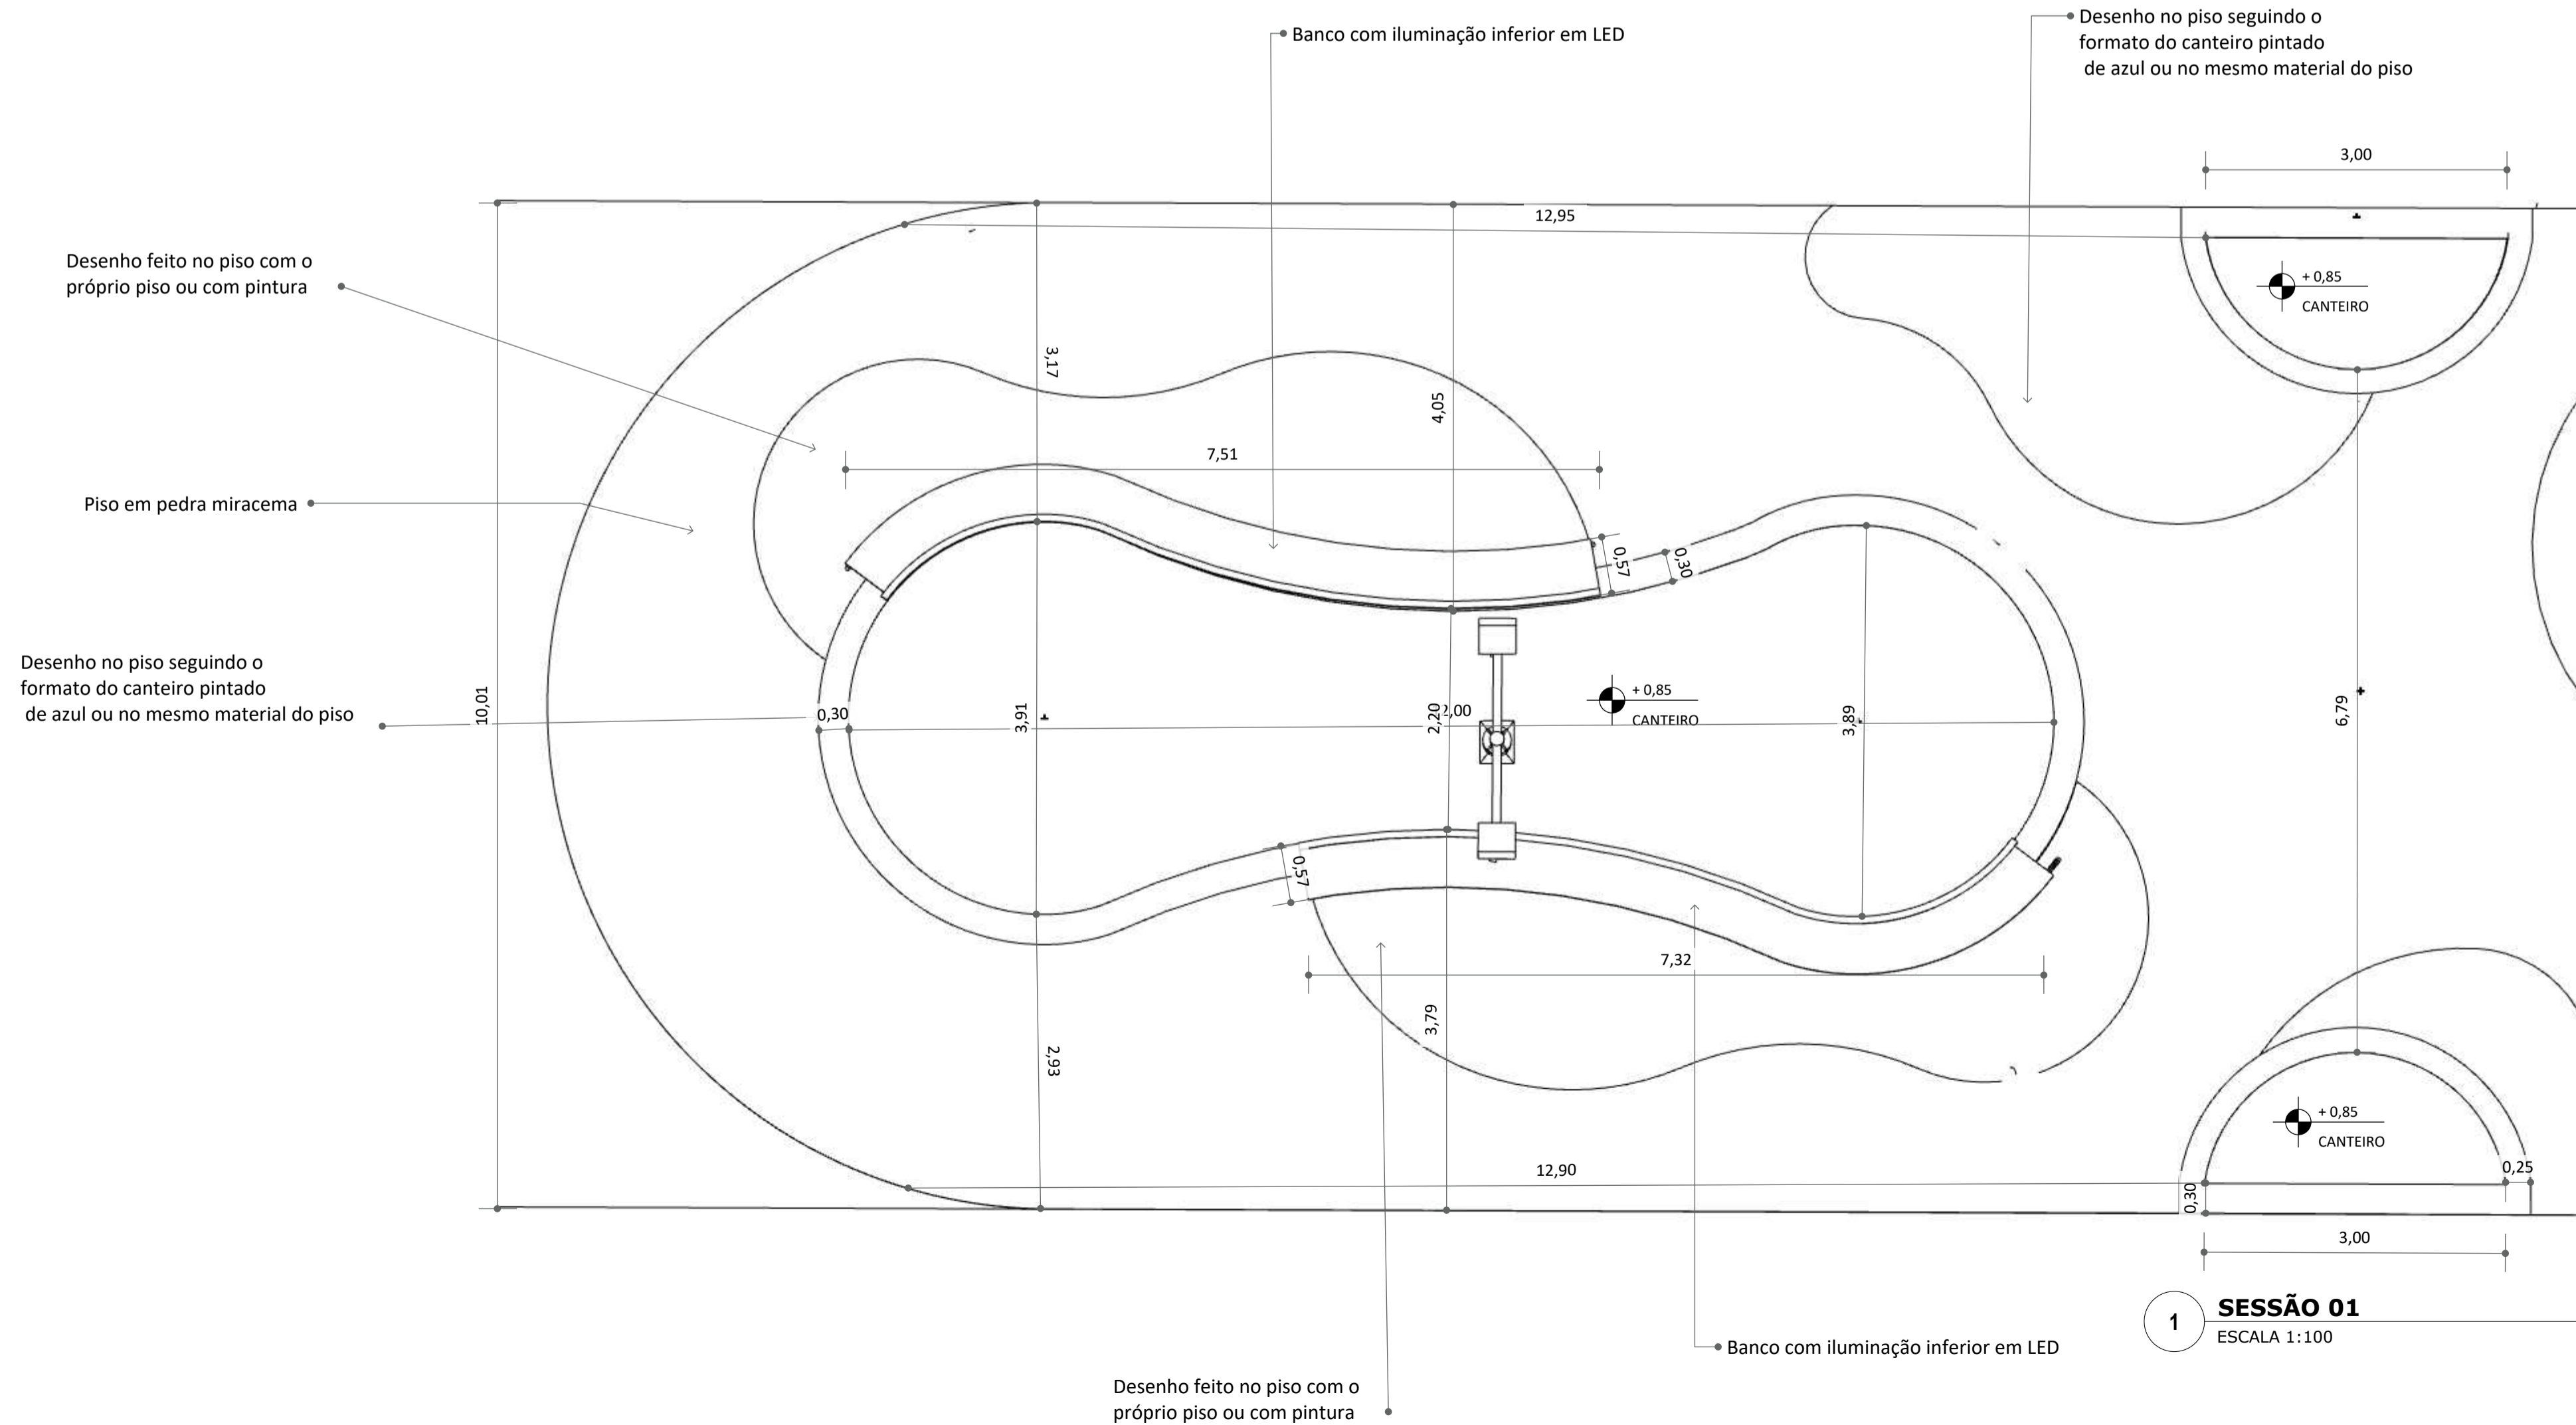 Banco com iluminação inferior em LED
Desenho no piso seguindo o
formato do canteiro pintado
de azul ou no mesmo material do piso
3,00
12,95
Desenho feito no piso com o
próprio piso ou com pintura
+ 0,85
CANTEIRO
3,17
4,05
7,51
Piso em pedra miracema
0,57
0,30
Desenho no piso seguindo o
formato do canteiro pintado
de azul ou no mesmo material do piso
10,01
0,30
3,91
2,20
,00
+ 0,85
CANTEIRO
3,89
6,79
0,57
7,32
3,79
2,93
+ 0,85
CANTEIRO
12,90
0,25
0,30
3,00
1
SESSÃO 01
ESCALA 1:100
Banco com iluminação inferior em LED
Desenho feito no piso com o
próprio piso ou com pintura